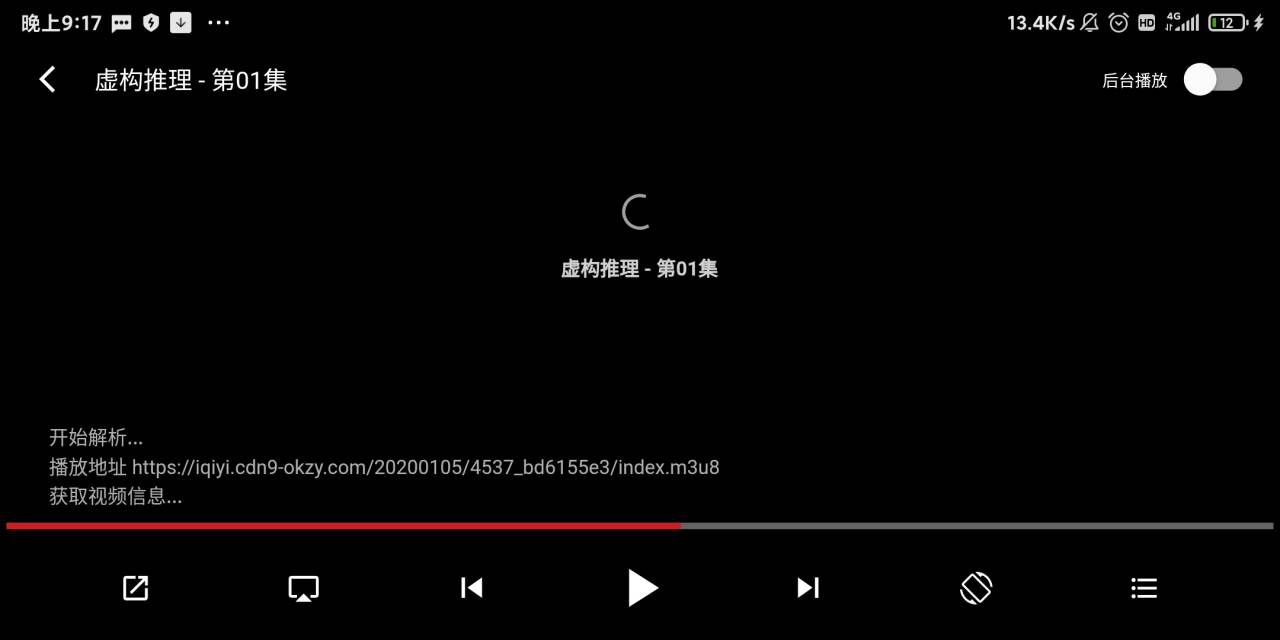 晚上9:17
13.4K/s HD 4G 12
虚构推理 - 第01集
后台播放
虚构推理 - 第01集
开始解析...
播放地址 https://iqiyi.cdn9-okzy.com/20200105/4537_bd6155e3/index.m3u8
获取视频信息...